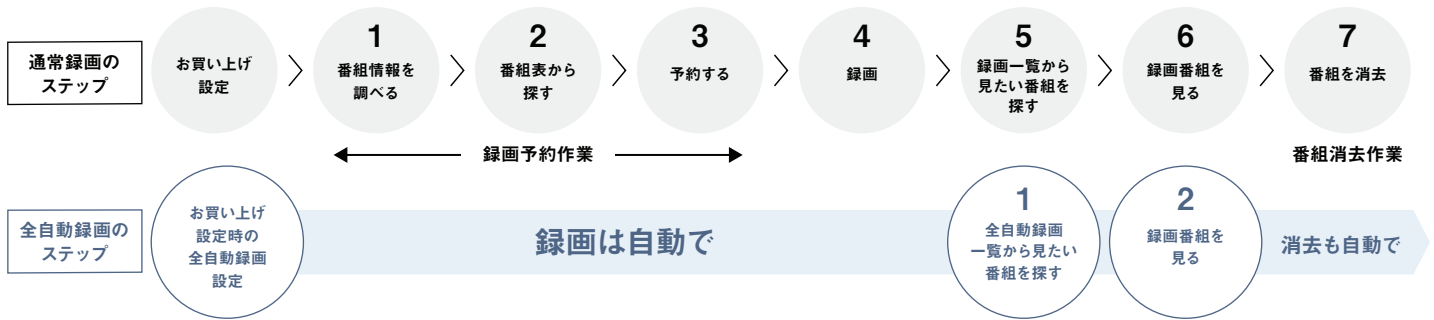 通常録画の
ステップ
お買い上げ
設定
1
番組情報を
調べる
2
番組表から
探す
3
予約する
4
録画
5
録画一覧から
見たい番組を
探す
6
録画番組を
見る
7
番組を消去
録画予約作業
番組消去作業
全自動録画の
ステップ
お買い上げ
設定時の
全自動録画
設定
録画は自動で
1
全自動録画
一覧から見たい
番組を探す
2
録画番組を
見る
消去も自動で